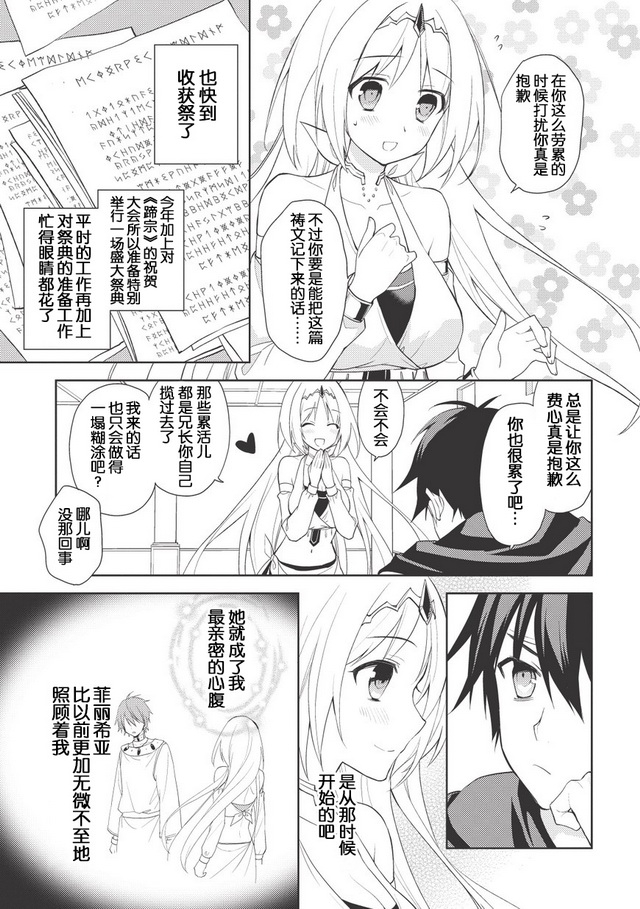 在你这么劳累的
时候打扰你真是
抱歉
不过你要是能把这篇
祷文记下来的话…
也快到
收获祭了
今年加上对
《蹄宗》的祝贺
大会所以准备特别
举行一场盛大祭典
平时的工作再加上
对祭典的准备工作
忙得眼睛都花了
总是让你这么
费心真是抱歉
你也很累了吧…
不会不会
那些累活儿
都是兄长你自己
揽过去了
我来的话
也只会做得
一塌糊涂吧？
哪儿啊
没那回事
是从那时候
开始的吧
她就成了我
最亲密的心腹
菲丽希亚
比以前更加无微不至地
照顾着我